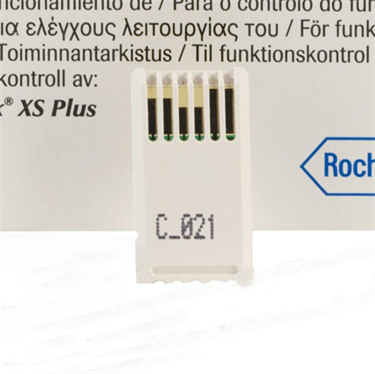 ncionamiento de / Para o controlo do fun
ια ελέγχους λειτουργίας του / För funk
Toiminnantarkistus / Til funktionskontrol
kontroll av:
® XS Plus
Roch
C_021